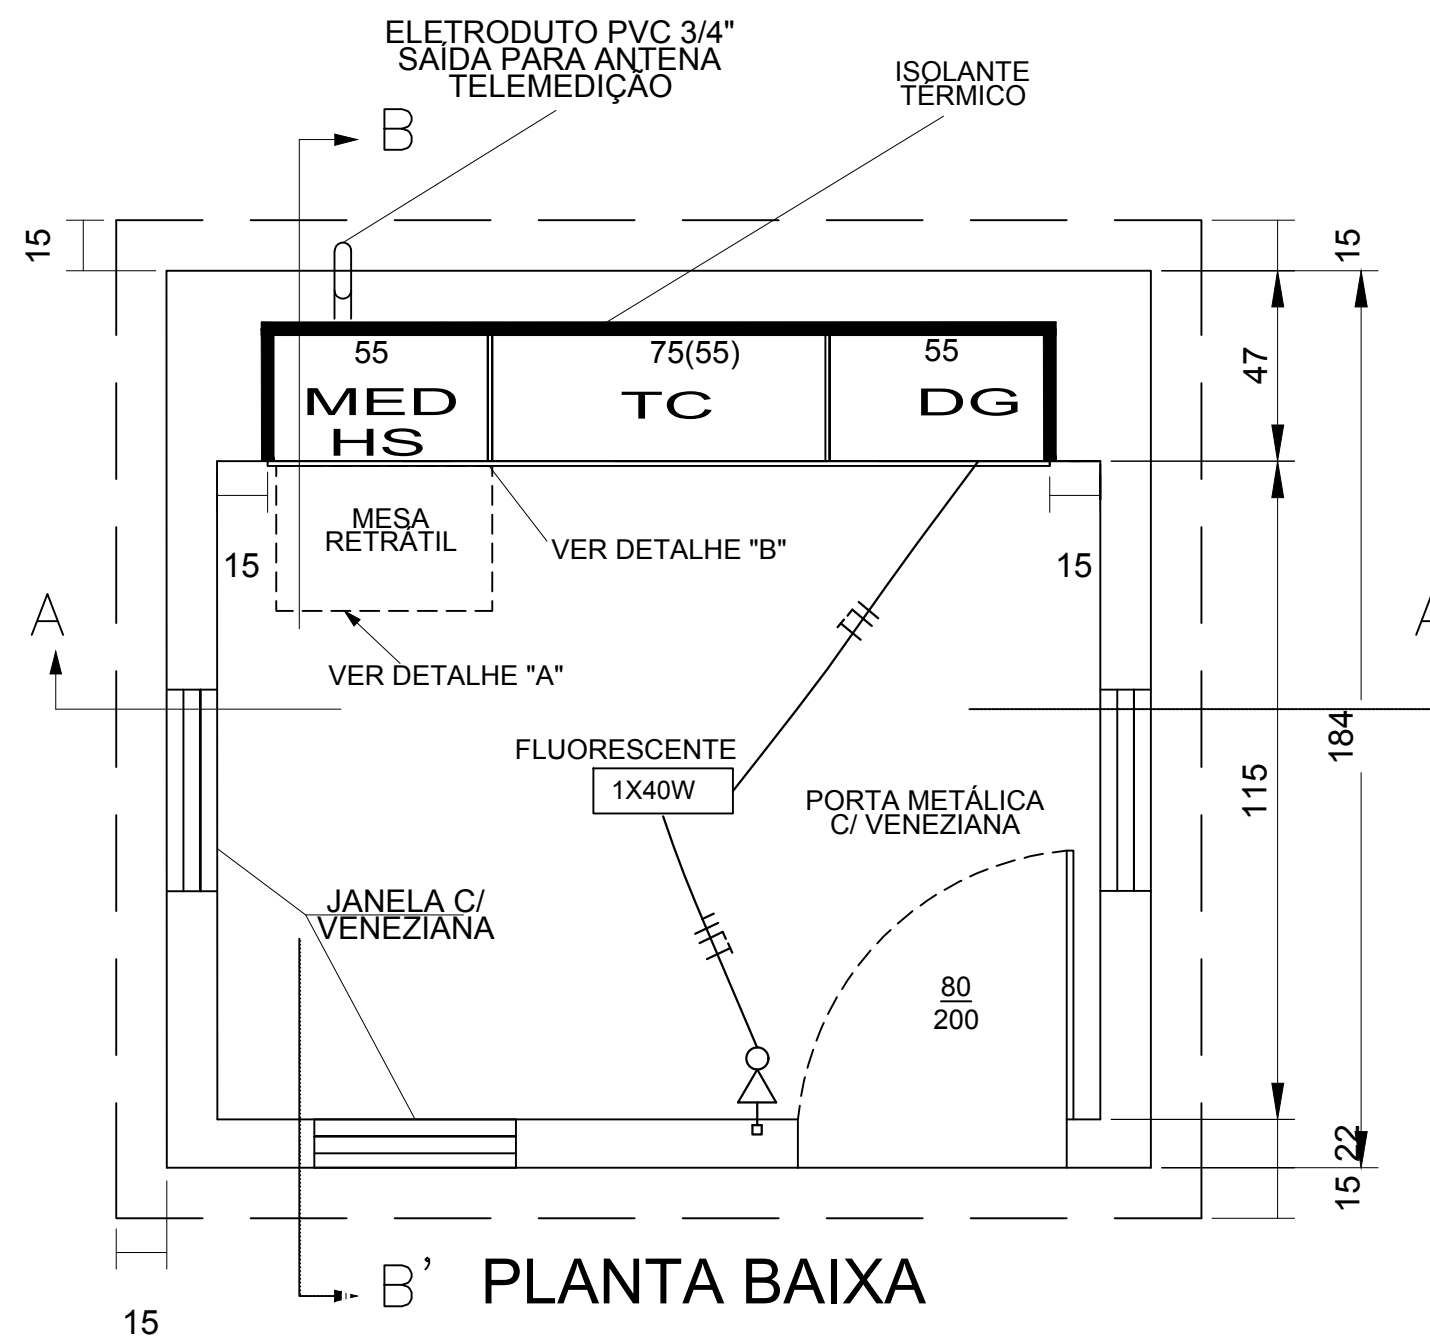 ELETRODUTO PVC 3/4"
SAÍDA PARA ANTENA
TELEMEDIÇÃO
ISOLANTE
TÉRMICO
B
15
15
55
75(55)
55
47
MED
HS
TC
DG
MESA
RETRÁTIL
VER DETALHE "B"
15
15
A
VER DETALHE "A"
184
FLUORESCENTE
1X40W
PORTA METÁLICA
C/ VENEZIANA
115
JANELA C/
VENEZIANA
80
200
22
15
B’
PLANTA BAIXA
15